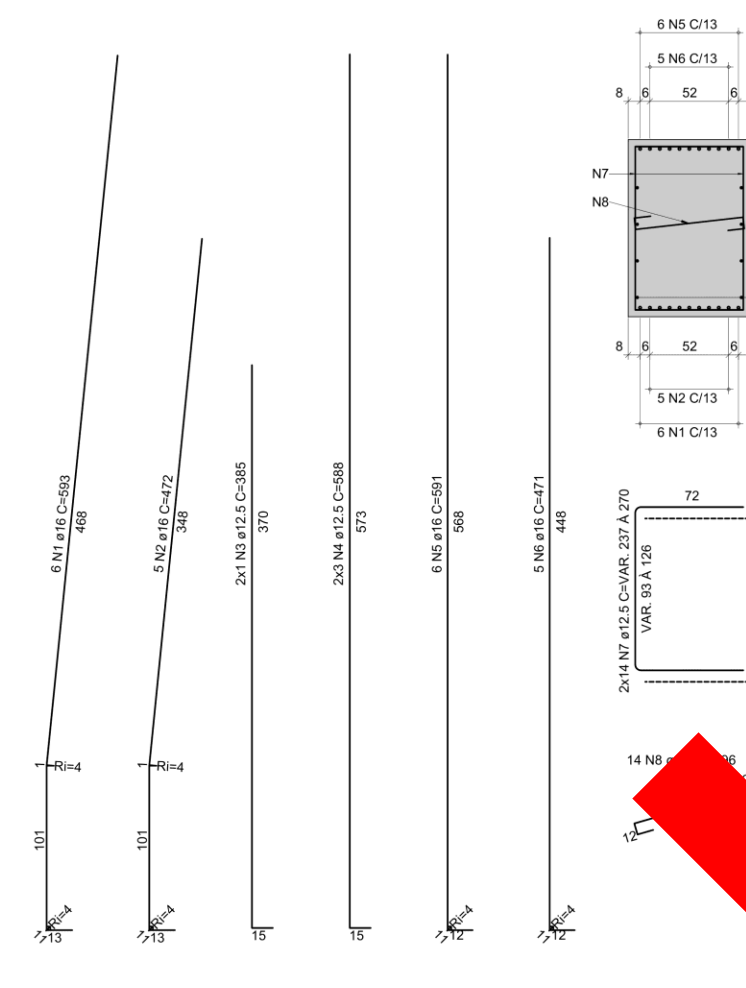 6 N5 C/13
5 N6 C/13
8 6 52 6
N7
N8
8 6 52 6
5 N2 C/13
6 N1 C/13
6 N1 ø16 C=593
468
1
Ri=4
101
Ri=4
13
5 N2 ø16 C=472
348
1
Ri=4
101
Ri=4
13
2x1 N3 ø12.5 C=385
370
15
2x3 N4 ø12.5 C=588
573
15
6 N5 ø16 C=591
568
Ri=4
12
5 N6 ø16 C=471
448
Ri=4
12
72
2x14 N7 ø12.5 C=VAR. 237 À 270
VAR. 93 À 126
14 N8
12